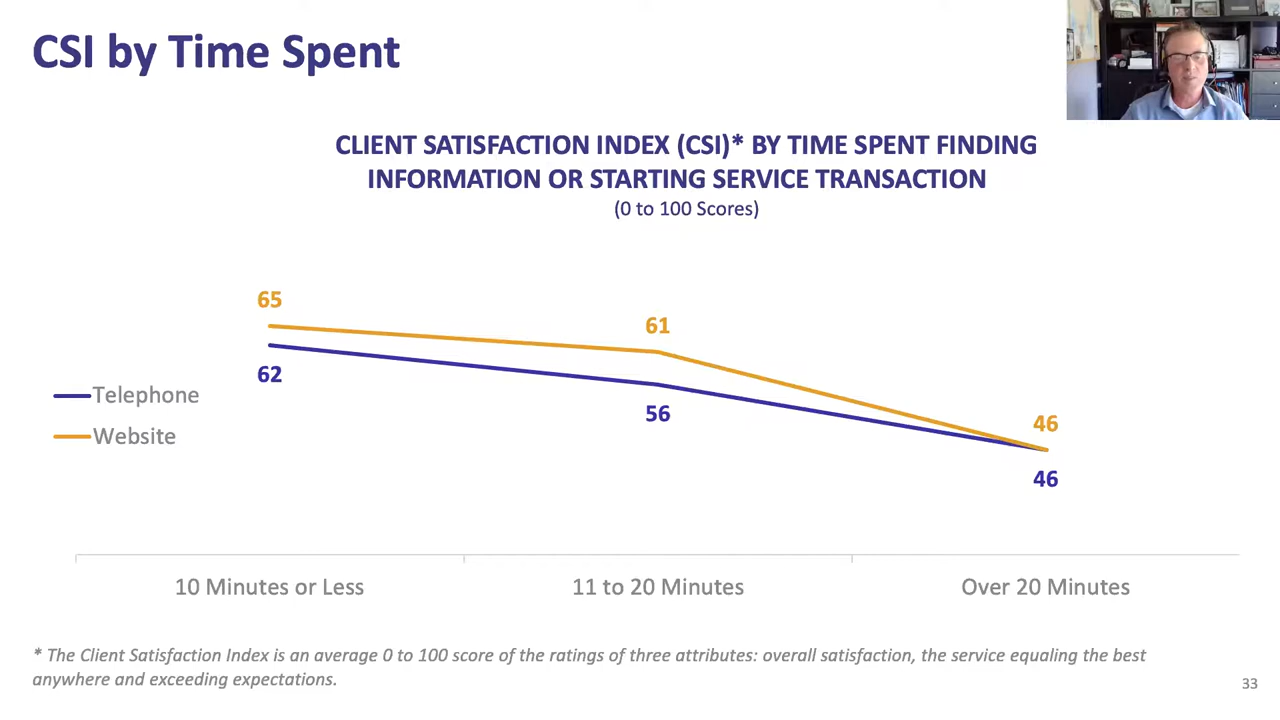 CSI by Time Spent
CLIENT SATISFACTION INDEX (CSI)* BY TIME SPENT FINDING
INFORMATION OR STARTING SERVICE TRANSACTION
(0 to 100 Scores)
65
61
62
56
46
46
Telephone
Website
10 Minutes or Less
11 to 20 Minutes
Over 20 Minutes
* The Client Satisfaction Index is an average 0 to 100 score of the ratings of three attributes: overall satisfaction, the service equaling the best
anywhere and exceeding expectations.
33